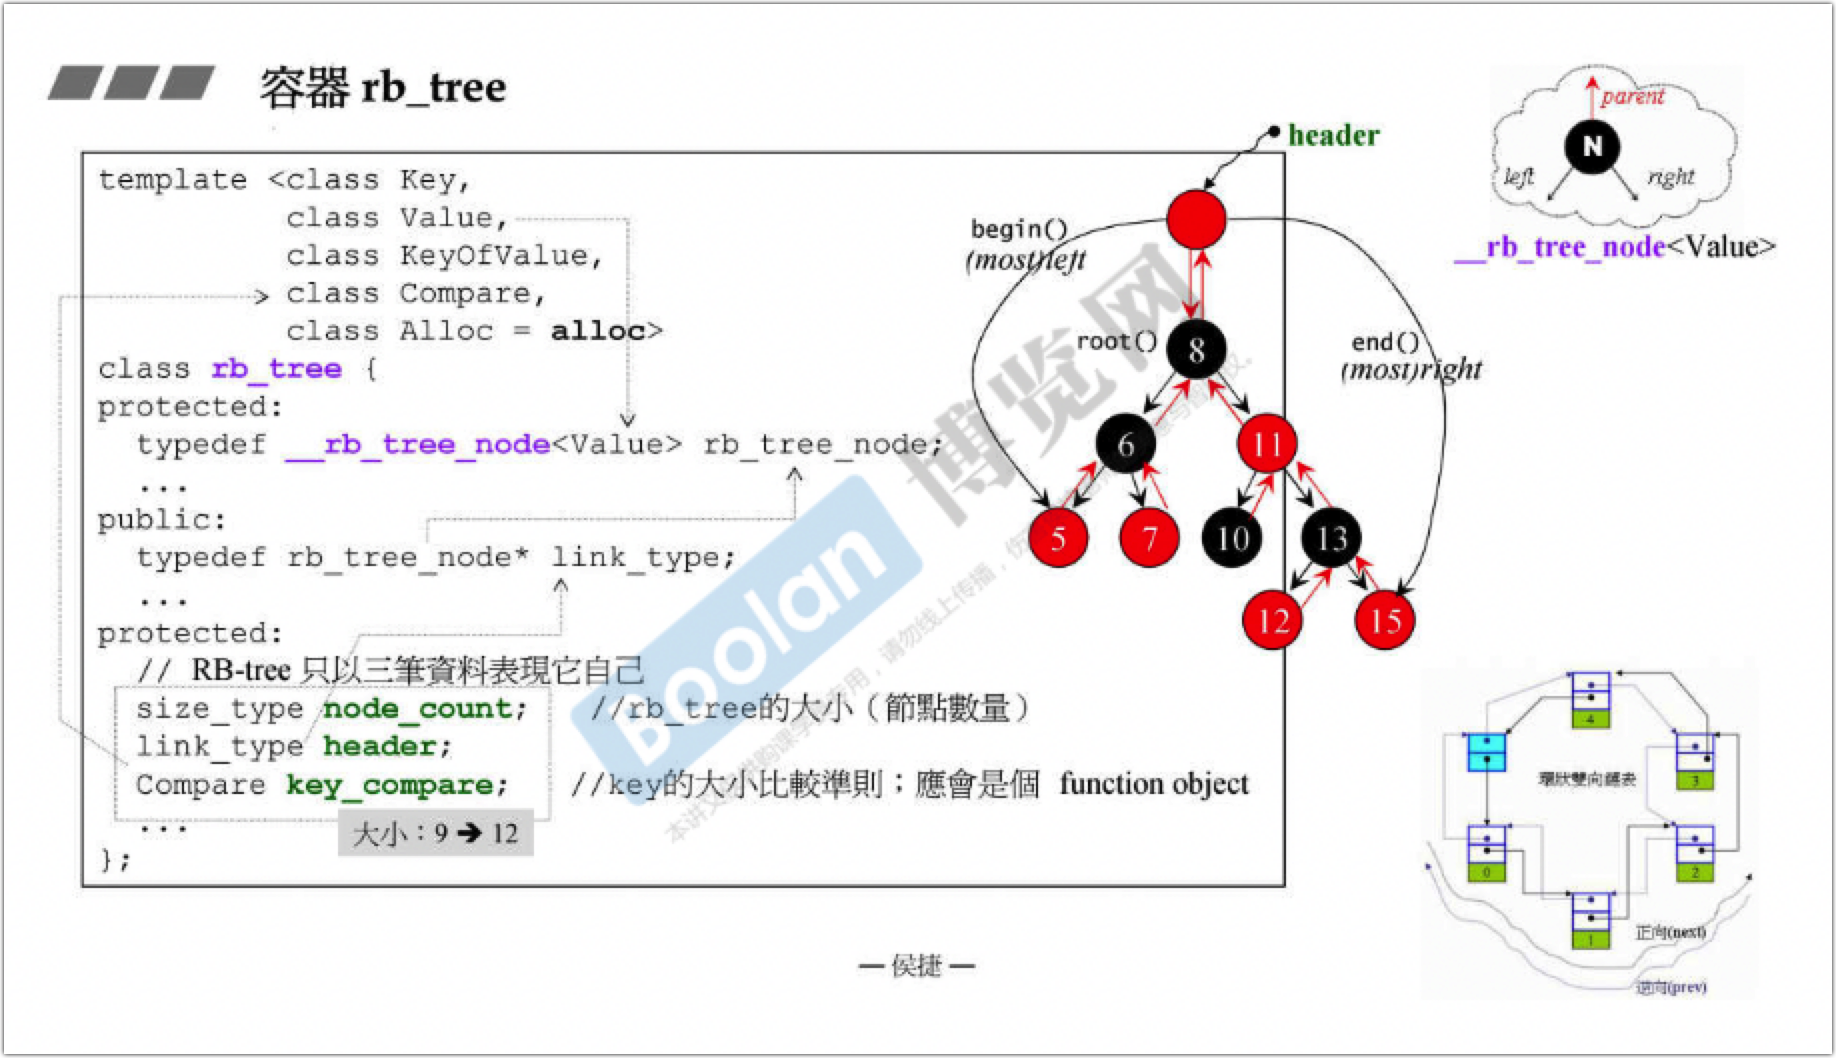 容器 rb_tree
template <class Key,
class Value,
class KeyOfValue,
class Compare,
class Alloc = alloc>
class rb_tree {
protected:
typedef __rb_tree_node<Value> rb_tree_node;
...
public:
typedef rb_tree_node* link_type;
...
protected:
// RB-tree 只以三筆資料表現它自己
size_type node_count; //rb_tree的大小（節點數量）
link_type header;
Compare key_compare; //key的大小比較準則；應會是個 function object
...
大小：9 ➔ 12
};
header
begin()
(most)left
root()
end()
(most)right
8
6
11
5
7
10
13
12
15
parent
N
left
right
__rb_tree_node<Value>
4
3
環狀雙向鏈表
0
2
1
正向(next)
逆向(prev)
— 侯捷 —
Boolan
博览网